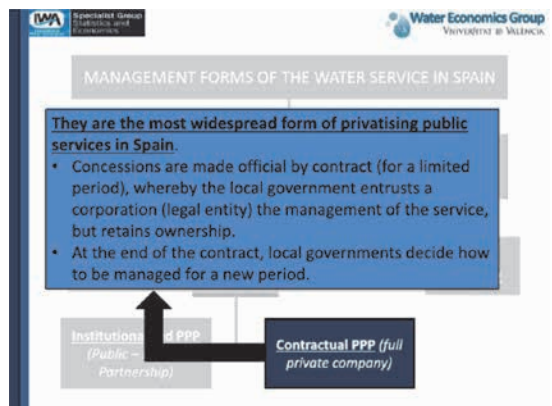 IWA
Specialist Group
Statistics and
Economics
Water Economics Group
UNIVERSITAT ID VALÈNCIA
MANAGEMENT FORMS OF THE WATER SERVICE IN SPAIN
They are the most widespread form of privatising public
services in Spain.
• Concessions are made official by contract (for a limited
period), whereby the local government entrusts a
corporation (legal entity) the management of the service,
but retains ownership.
• At the end of the contract, local governments decide how
to be managed for a new period.
PPP
(Public –
Partnership)
Contractual PPP (full
private company)